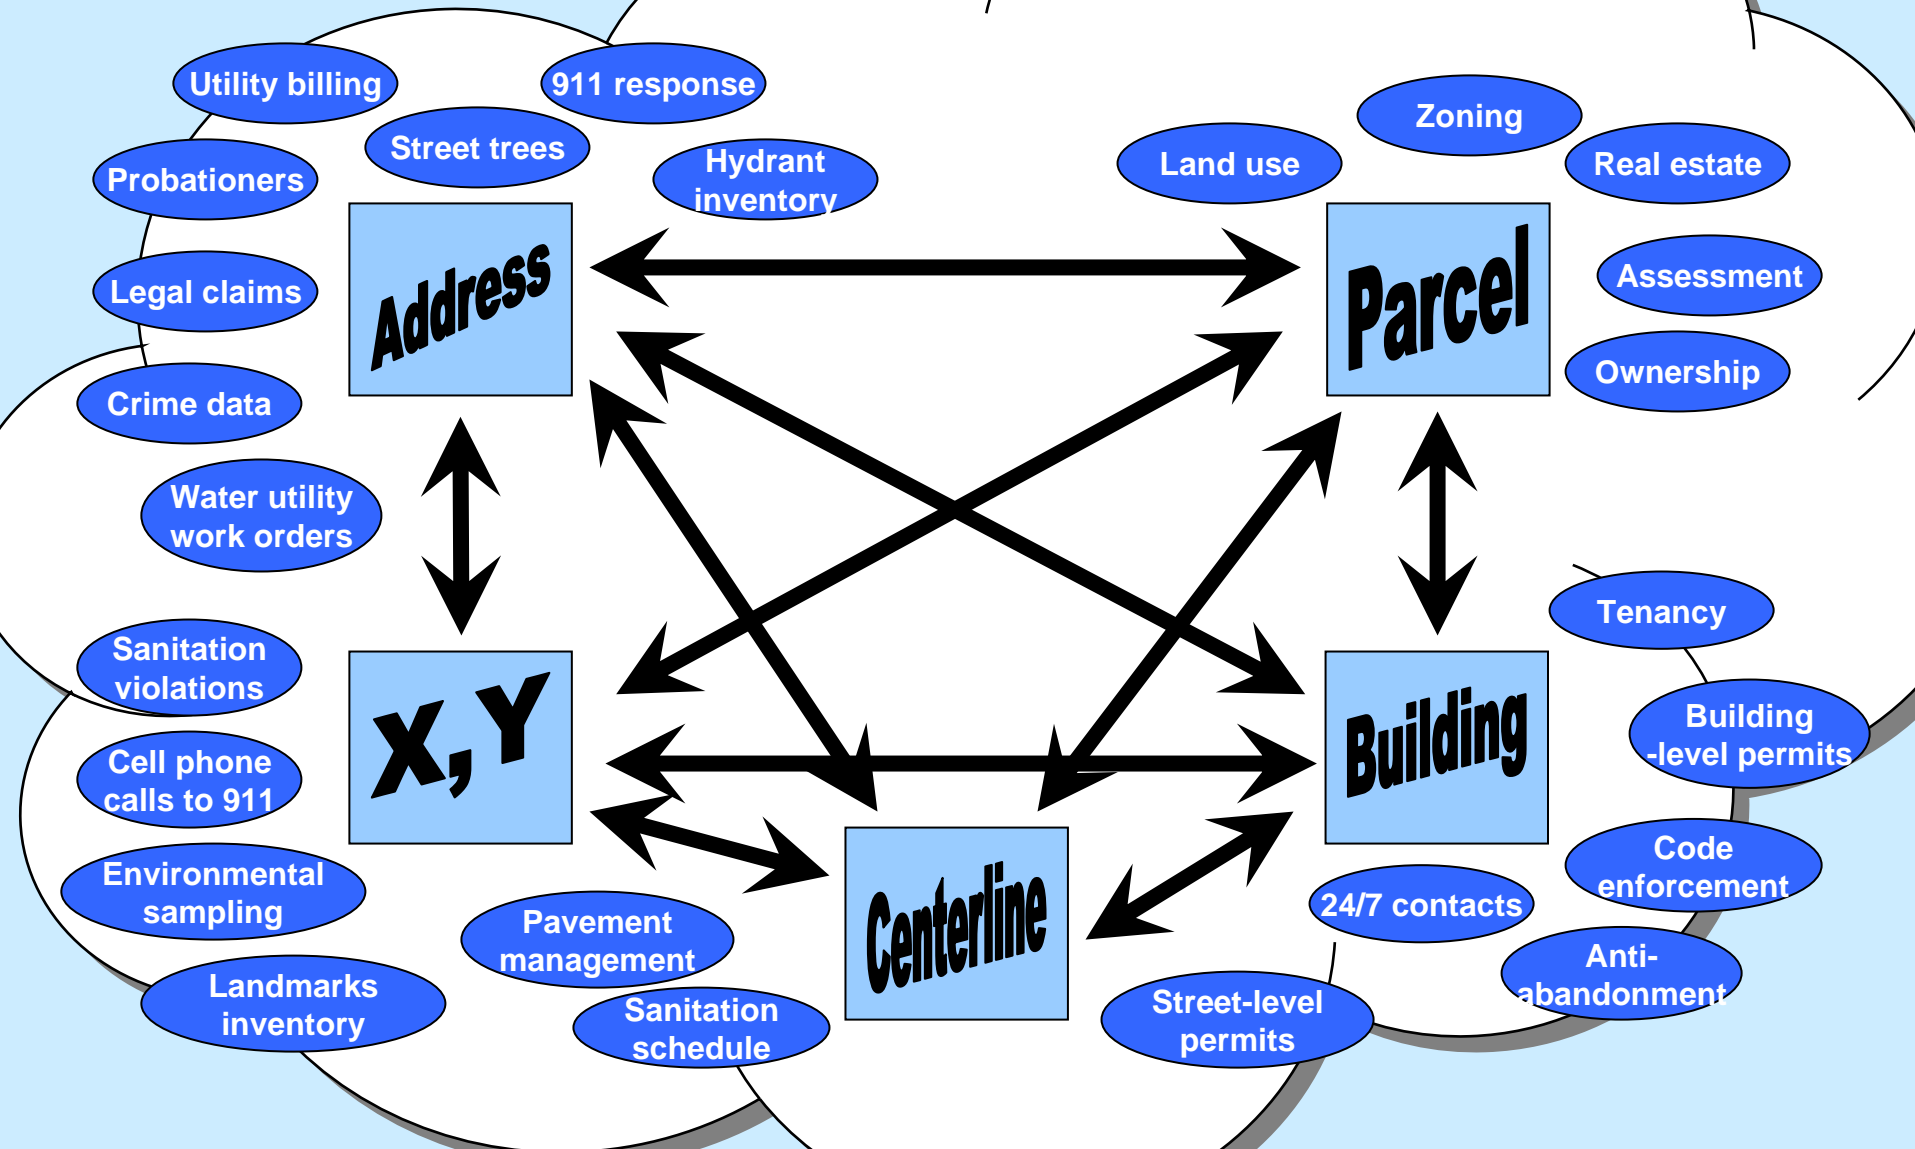 Utility billing
911 response
Street trees
Probationers
Hydrant
inventory
Address
Legal claims
Crime data
Water utility
work orders
Zoning
Land use
Real estate
Parcel
Assessment
Ownership
Sanitation
violations
X,Y
Cell phone
calls to 911
Environmental
sampling
Landmarks
inventory
Pavement
management
Sanitation
schedule
Centerline
Street-level
permits
Tenancy
Building
Building
-level permits
Code
enforcement
24/7 contacts
Anti-
abandonment